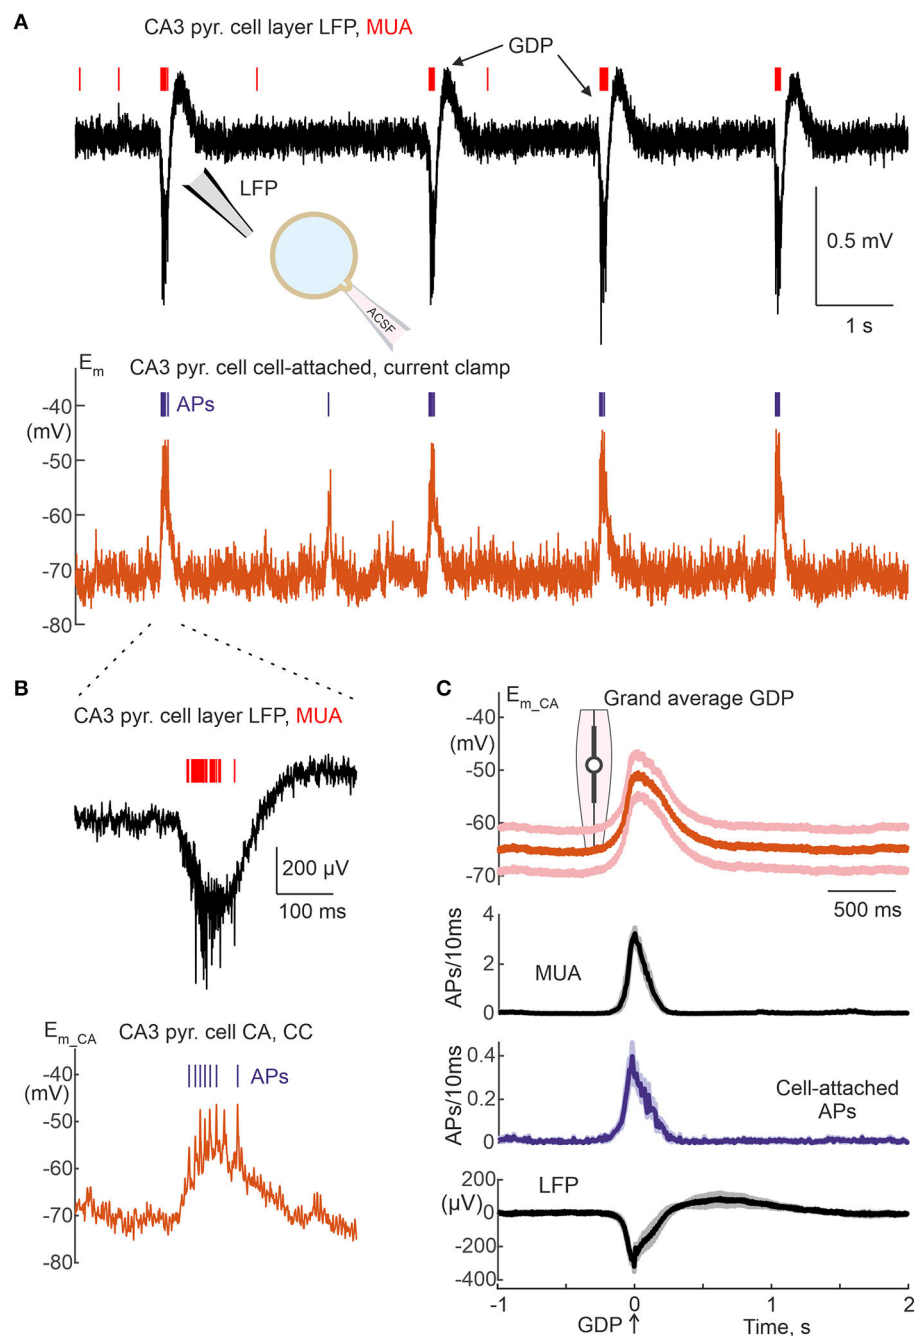 A
CA3 pyr. cell layer LFP, MUA
GDP
LFP
ACSF
0.5 mV
1 s
Em
CA3 pyr. cell cell-attached, current clamp
-40
(mV)
APs
-50
-60
-70
-80
B
CA3 pyr. cell layer LFP, MUA
200 µV
100 ms
Em_CA
CA3 pyr. cell CA, CC
-40
(mV)
APs
-50
-60
-70
-80
C
Em_CA
Grand average GDP
-40
(mV)
-50
-60
-70
500 ms
4
APs/10ms
2
MUA
0
0.4
APs/10ms
0.2
Cell-attached
APs
0
200
(µV)
LFP
0
-200
-400
-1 0 1 2
GDP ↑ Time, s